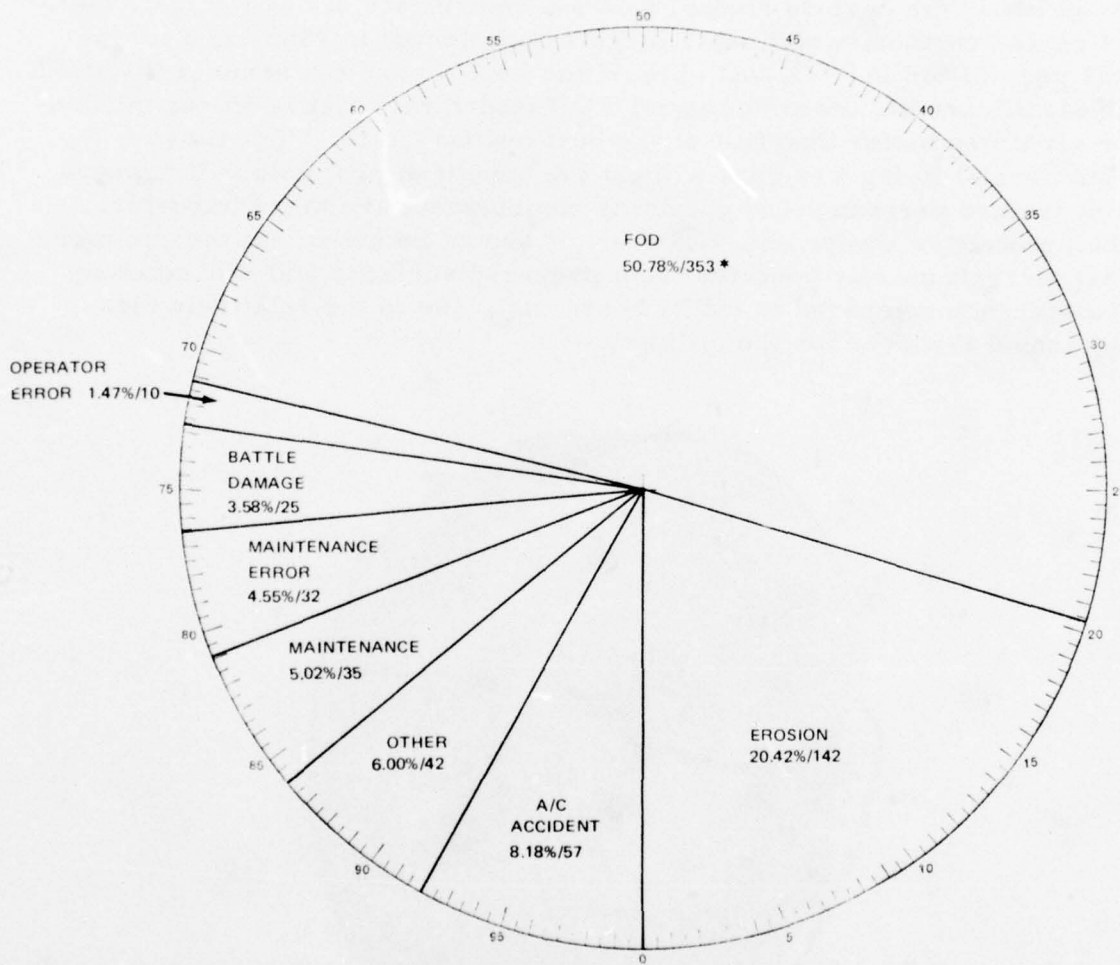 50
55
45
60
40
65
35
FOD
50.78%/353 *
70
30
OPERATOR
ERROR 1.47%/10
BATTLE
DAMAGE
3.58%/25
75
2
MAINTENANCE
ERROR
4.55%/32
80
20
MAINTENANCE
5.02%/35
EROSION
20.42%/142
OTHER
6.00%/42
85
15
A/C
ACCIDENT
8.18%/57
90
10
95
5
0